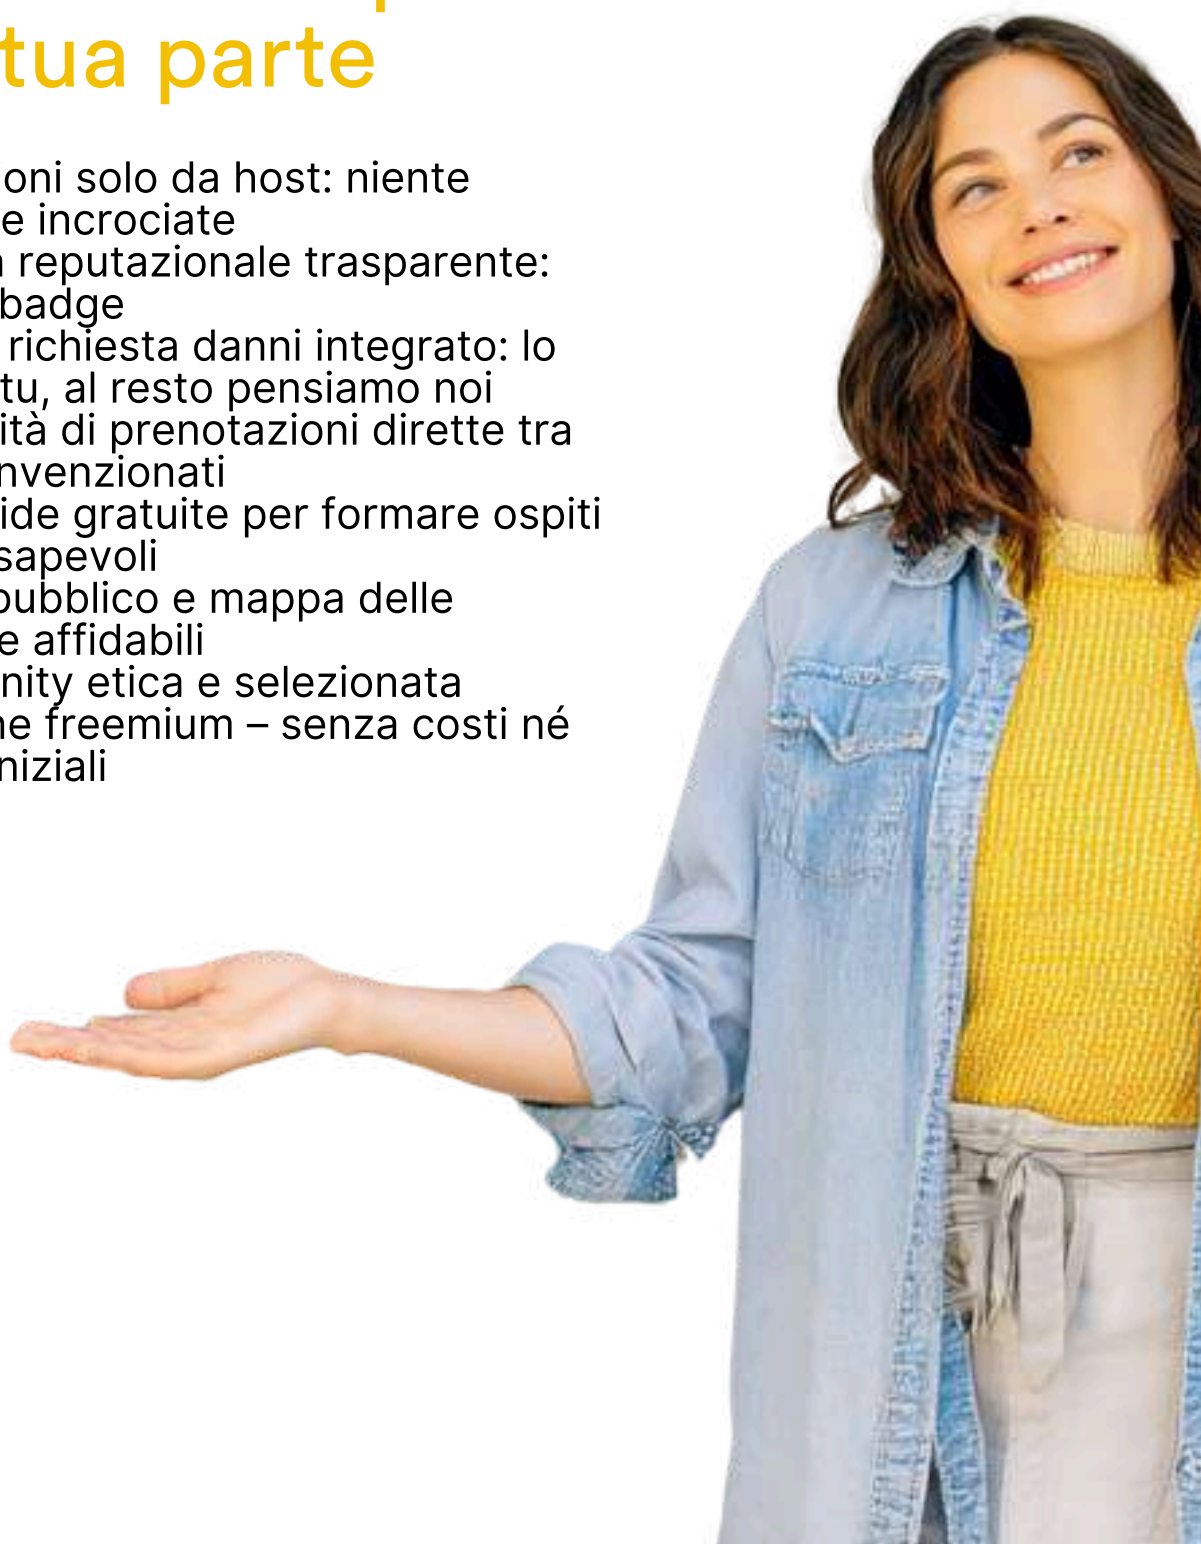 tua parte
oni solo da host: niente
e incrociate
reputazionale trasparente:
badge
richiesta danni integrato: lo
tu, al resto pensiamo noi
ità di prenotazioni dirette tra
nvenzionati
ide gratuite per formare ospiti
sapevoli
pubblico e mappa delle
e affidabili
nity etica e selezionata
ne freemium – senza costi né
niziali